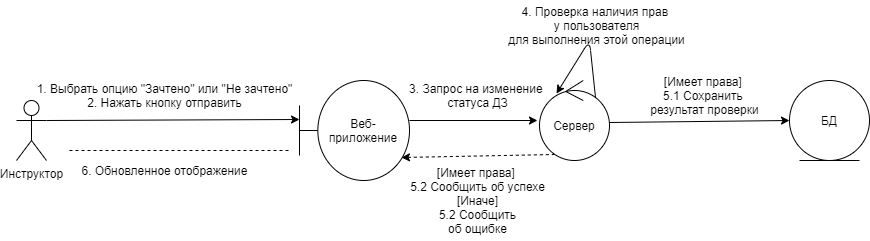 4. Проверка наличия прав
у пользователя
для выполнения этой операции
1. Выбрать опцию "Зачтено" или "Не зачтено"
2. Нажать кнопку отправить
3. Запрос на изменение
статуса ДЗ
[Имеет права]
5.1 Сохранить
результат проверки
Веб-
приложение
Сервер
БД
Инструктор
6. Обновленное отображение
[Имеет права]
5.2 Сообщить об успехе
[Иначе]
5.2 Сообщить
об ощибке